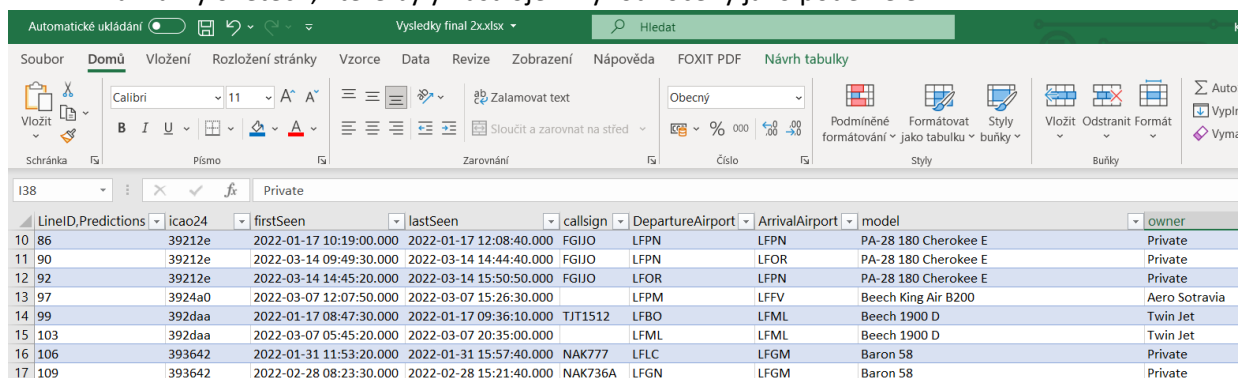 Automatické ukládání Vysledky final 2x.xlsx Hledat
Soubor Domů Vložení Rozložení stránky Vzorce Data Revize Zobrazení Nápověda FOXIT PDF Návrh tabulky
Vložit Calibri 11 A^ A˅ Zalamovat text Obecný Podmíněné formátování Formátovat jako tabulku Styly buňky Vložit Odstranit Formát
B I U A Sloučit a zarovnat na střed % 000
Schránka Písmo Zarovnání Číslo Styly Buňky
I38 fx Private
LineID,Predictions icao24 firstSeen lastSeen callsign DepartureAirport ArrivalAirport model owner
10 86 39212e 2022-01-17 10:19:00.000 2022-01-17 12:08:40.000 FGIJO LFPN LFPN PA-28 180 Cherokee E Private
11 90 39212e 2022-03-14 09:49:30.000 2022-03-14 14:44:40.000 FGIJO LFPN LFOR PA-28 180 Cherokee E Private
12 92 39212e 2022-03-14 14:45:20.000 2022-03-14 15:50:50.000 FGIJO LFOR LFPN PA-28 180 Cherokee E Private
13 97 3924a0 2022-03-07 12:07:50.000 2022-03-07 15:26:30.000 LFPM LFFV Beech King Air B200 Aero Sotravia
14 99 392daa 2022-01-17 08:47:30.000 2022-01-17 09:36:10.000 TJT1512 LFBO LFML Beech 1900 D Twin Jet
15 103 392daa 2022-03-07 05:45:20.000 2022-03-07 20:35:00.000 LFML LFML Beech 1900 D Twin Jet
16 106 393642 2022-01-31 11:53:20.000 2022-01-31 15:57:40.000 NAK777 LFLC LFGM Baron 58 Private
17 109 393642 2022-02-28 08:23:30.000 2022-02-28 15:21:40.000 NAK736A LFGN LFGM Baron 58 Private